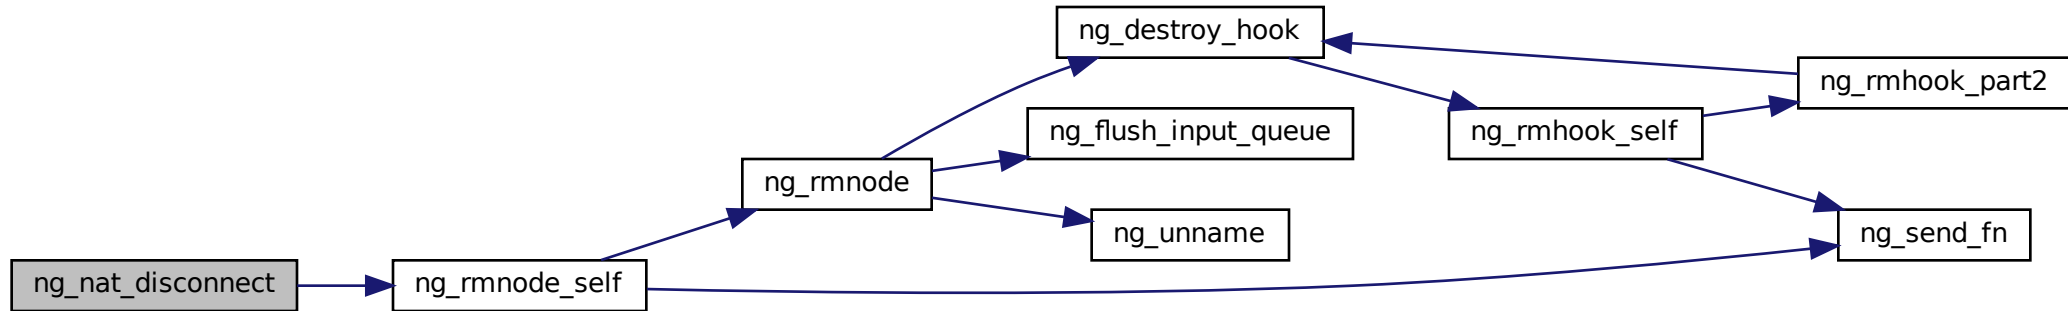 ng_destroy_hook
ng_rmhook_part2
ng_flush_input_queue
ng_rmhook_self
ng_rmnode
ng_unname
ng_send_fn
ng_nat_disconnect
ng_rmnode_self